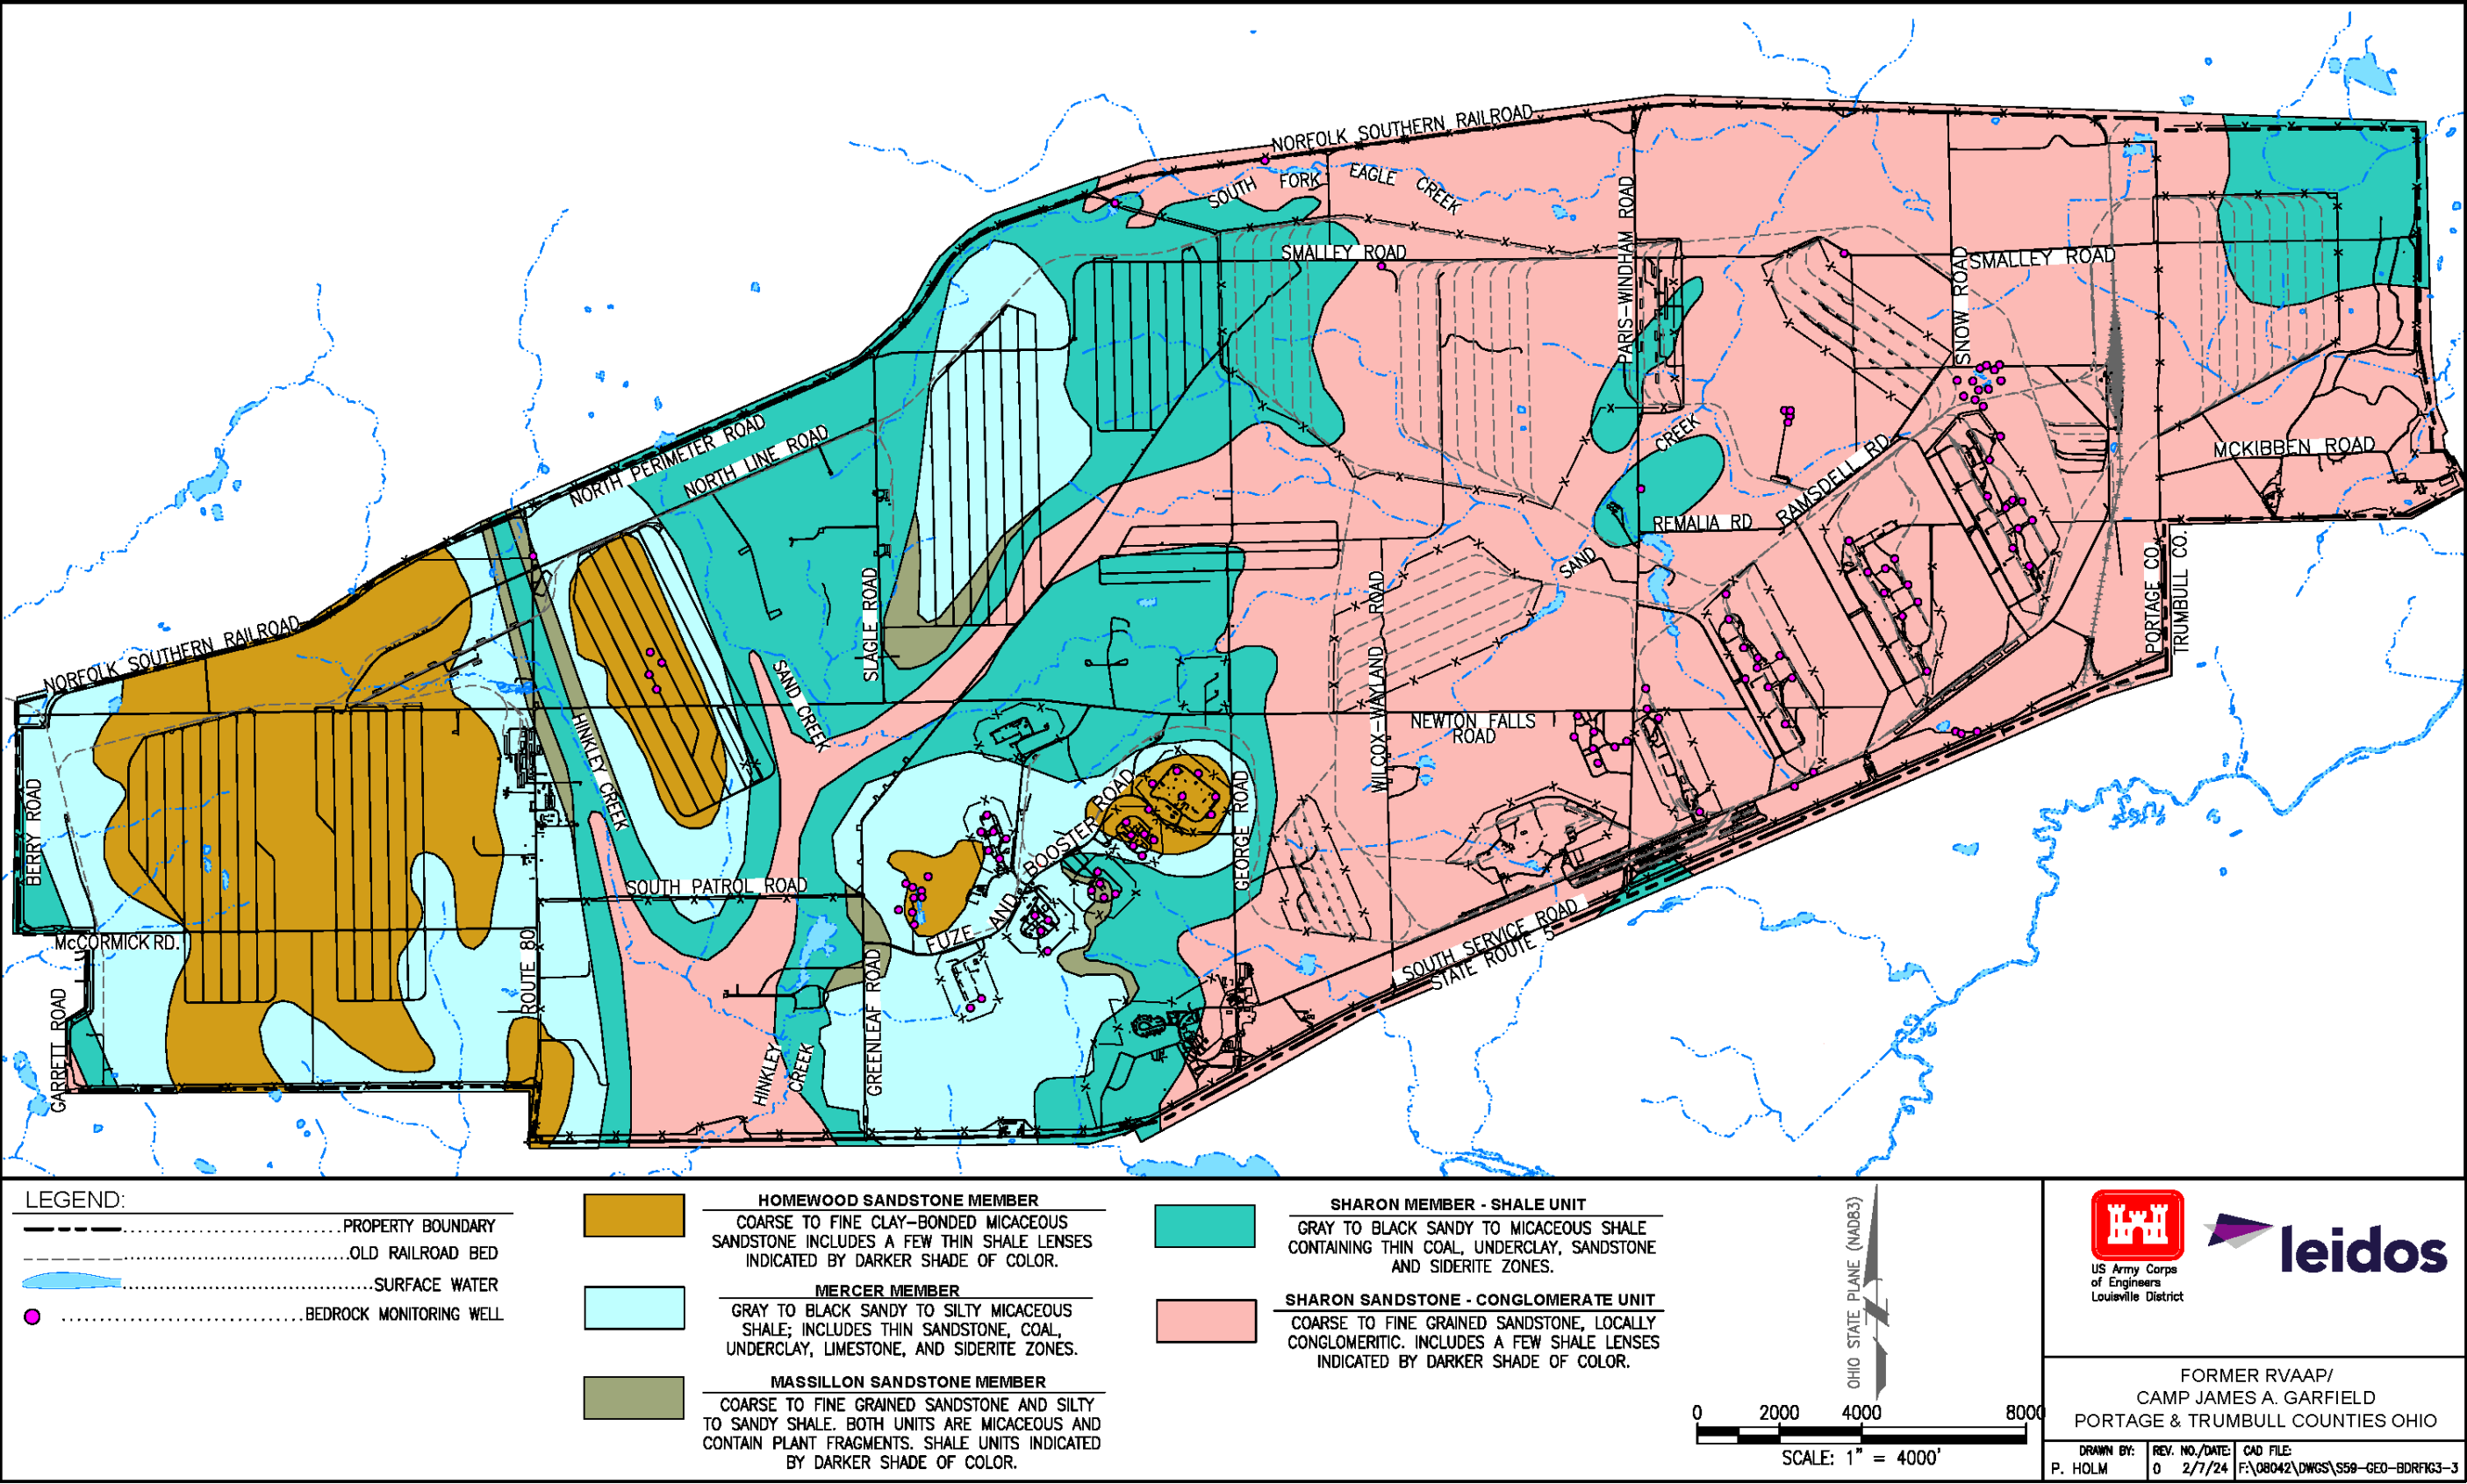 NORFOLK SOUTHERN RAILROAD
SOUTH FORK EAGLE CREEK
SMALLEY ROAD
PARIS-WINDHAM ROAD
SNOW ROAD
SMALLEY ROAD
NORTH PERIMETER ROAD
NORTH LINE ROAD
CREEK
RAMSDELL RD
MCKIBBEN ROAD
REMALIA RD
SAND
SLAGLE ROAD
WILCOX-WAYLAND ROAD
PORTAGE CO.
TRUMBULL CO.
NORFOLK SOUTHERN RAILROAD
SAND CREEK
HINKLEY CREEK
NEWTON FALLS
ROAD
BERRY ROAD
GEORGE ROAD
FUZE AND BOOSTER ROAD
SOUTH PATROL ROAD
McCORMICK RD.
ROUTE 80
SOUTH SERVICE ROAD
STATE ROUTE 5
GARRETT ROAD
GREENLEAF ROAD
HINKLEY
CREEK
LEGEND:
PROPERTY BOUNDARY
OLD RAILROAD BED
SURFACE WATER
BEDROCK MONITORING WELL
HOMEWOOD SANDSTONE MEMBER
COARSE TO FINE CLAY-BONDED MICACEOUS
SANDSTONE INCLUDES A FEW THIN SHALE LENSES
INDICATED BY DARKER SHADE OF COLOR.
MERCER MEMBER
GRAY TO BLACK SANDY TO SILTY MICACEOUS
SHALE; INCLUDES THIN SANDSTONE, COAL,
UNDERCLAY, LIMESTONE, AND SIDERITE ZONES.
MASSILLON SANDSTONE MEMBER
COARSE TO FINE GRAINED SANDSTONE AND SILTY
TO SANDY SHALE. BOTH UNITS ARE MICACEOUS AND
CONTAIN PLANT FRAGMENTS. SHALE UNITS INDICATED
BY DARKER SHADE OF COLOR.
SHARON MEMBER - SHALE UNIT
GRAY TO BLACK SANDY TO MICACEOUS SHALE
CONTAINING THIN COAL, UNDERCLAY, SANDSTONE
AND SIDERITE ZONES.
SHARON SANDSTONE - CONGLOMERATE UNIT
COARSE TO FINE GRAINED SANDSTONE, LOCALLY
CONGLOMERITIC. INCLUDES A FEW SHALE LENSES
INDICATED BY DARKER SHADE OF COLOR.
OHIO STATE PLANE (NAD83)
0 2000 4000 8000
SCALE: 1" = 4000'
US Army Corps
of Engineers
Louisville District
leidos
FORMER RVAAP/
CAMP JAMES A. GARFIELD
PORTAGE & TRUMBULL COUNTIES OHIO
DRAWN BY: REV. NO./DATE: CAD FILE:
P. HOLM 0 2/7/24 F:\08042\DWGS\S59-GEO-BDRFIG3-3